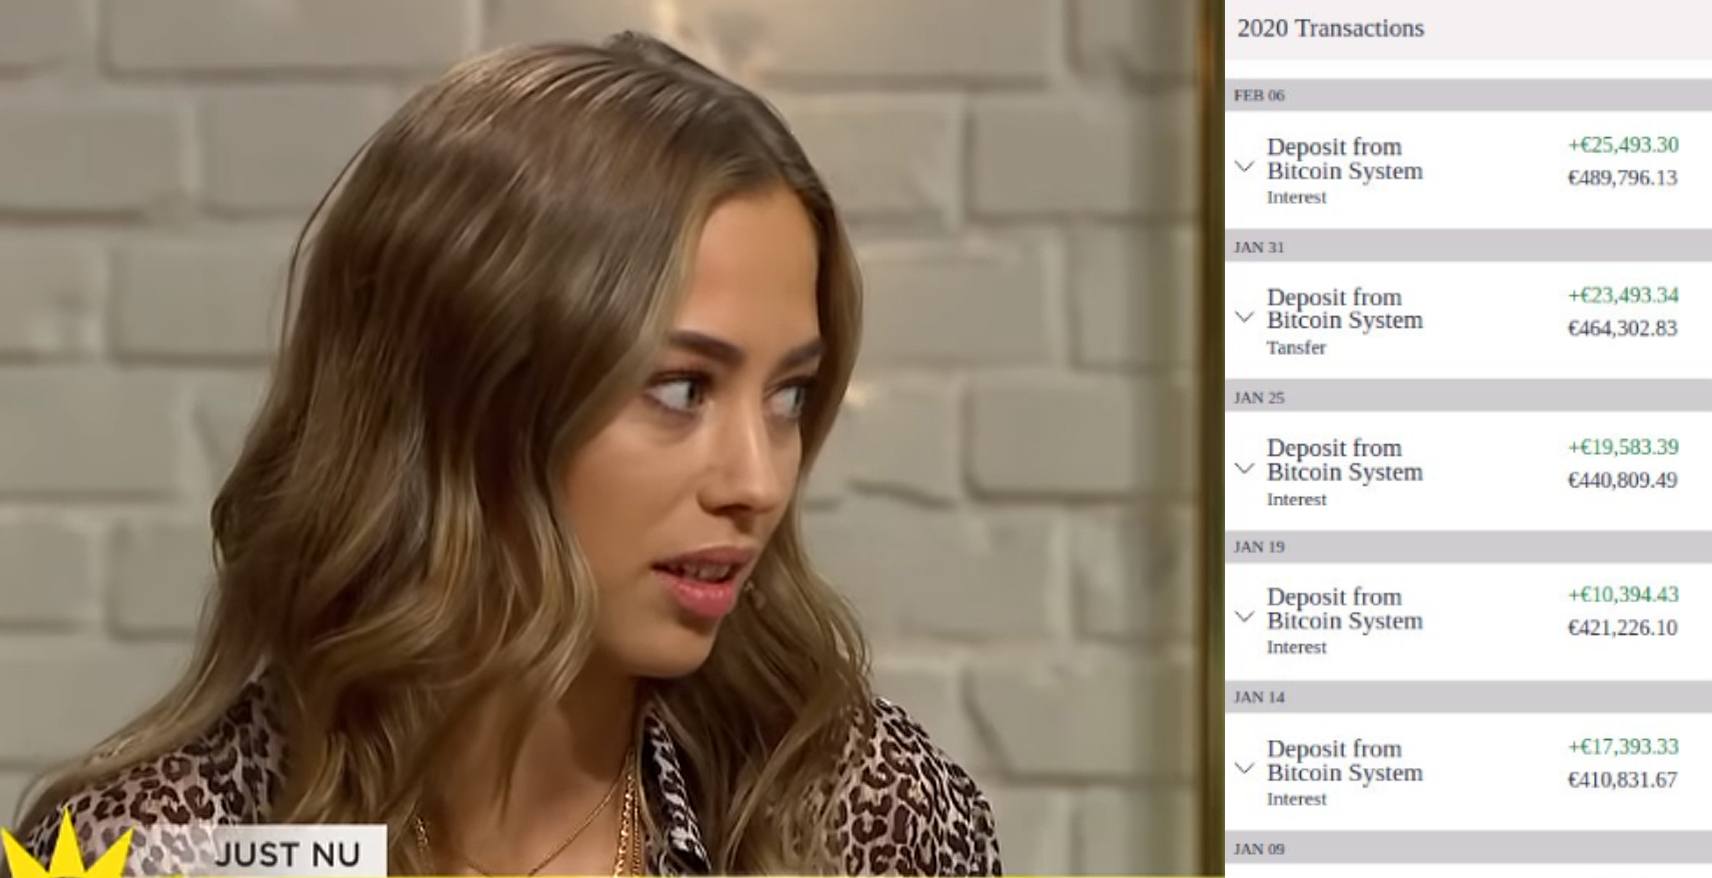 JUST NU
2020 Transactions
FEB 06
Deposit from
Bitcoin System
Interest
+€25,493.30
€489,796.13
JAN 31
Deposit from
Bitcoin System
Tansfer
+€23,493.34
€464,302.83
JAN 25
Deposit from
Bitcoin System
Interest
+€19,583.39
€440,809.49
JAN 19
Deposit from
Bitcoin System
Interest
+€10,394.43
€421,226.10
JAN 14
Deposit from
Bitcoin System
Interest
+€17,393.33
€410,831.67
JAN 09